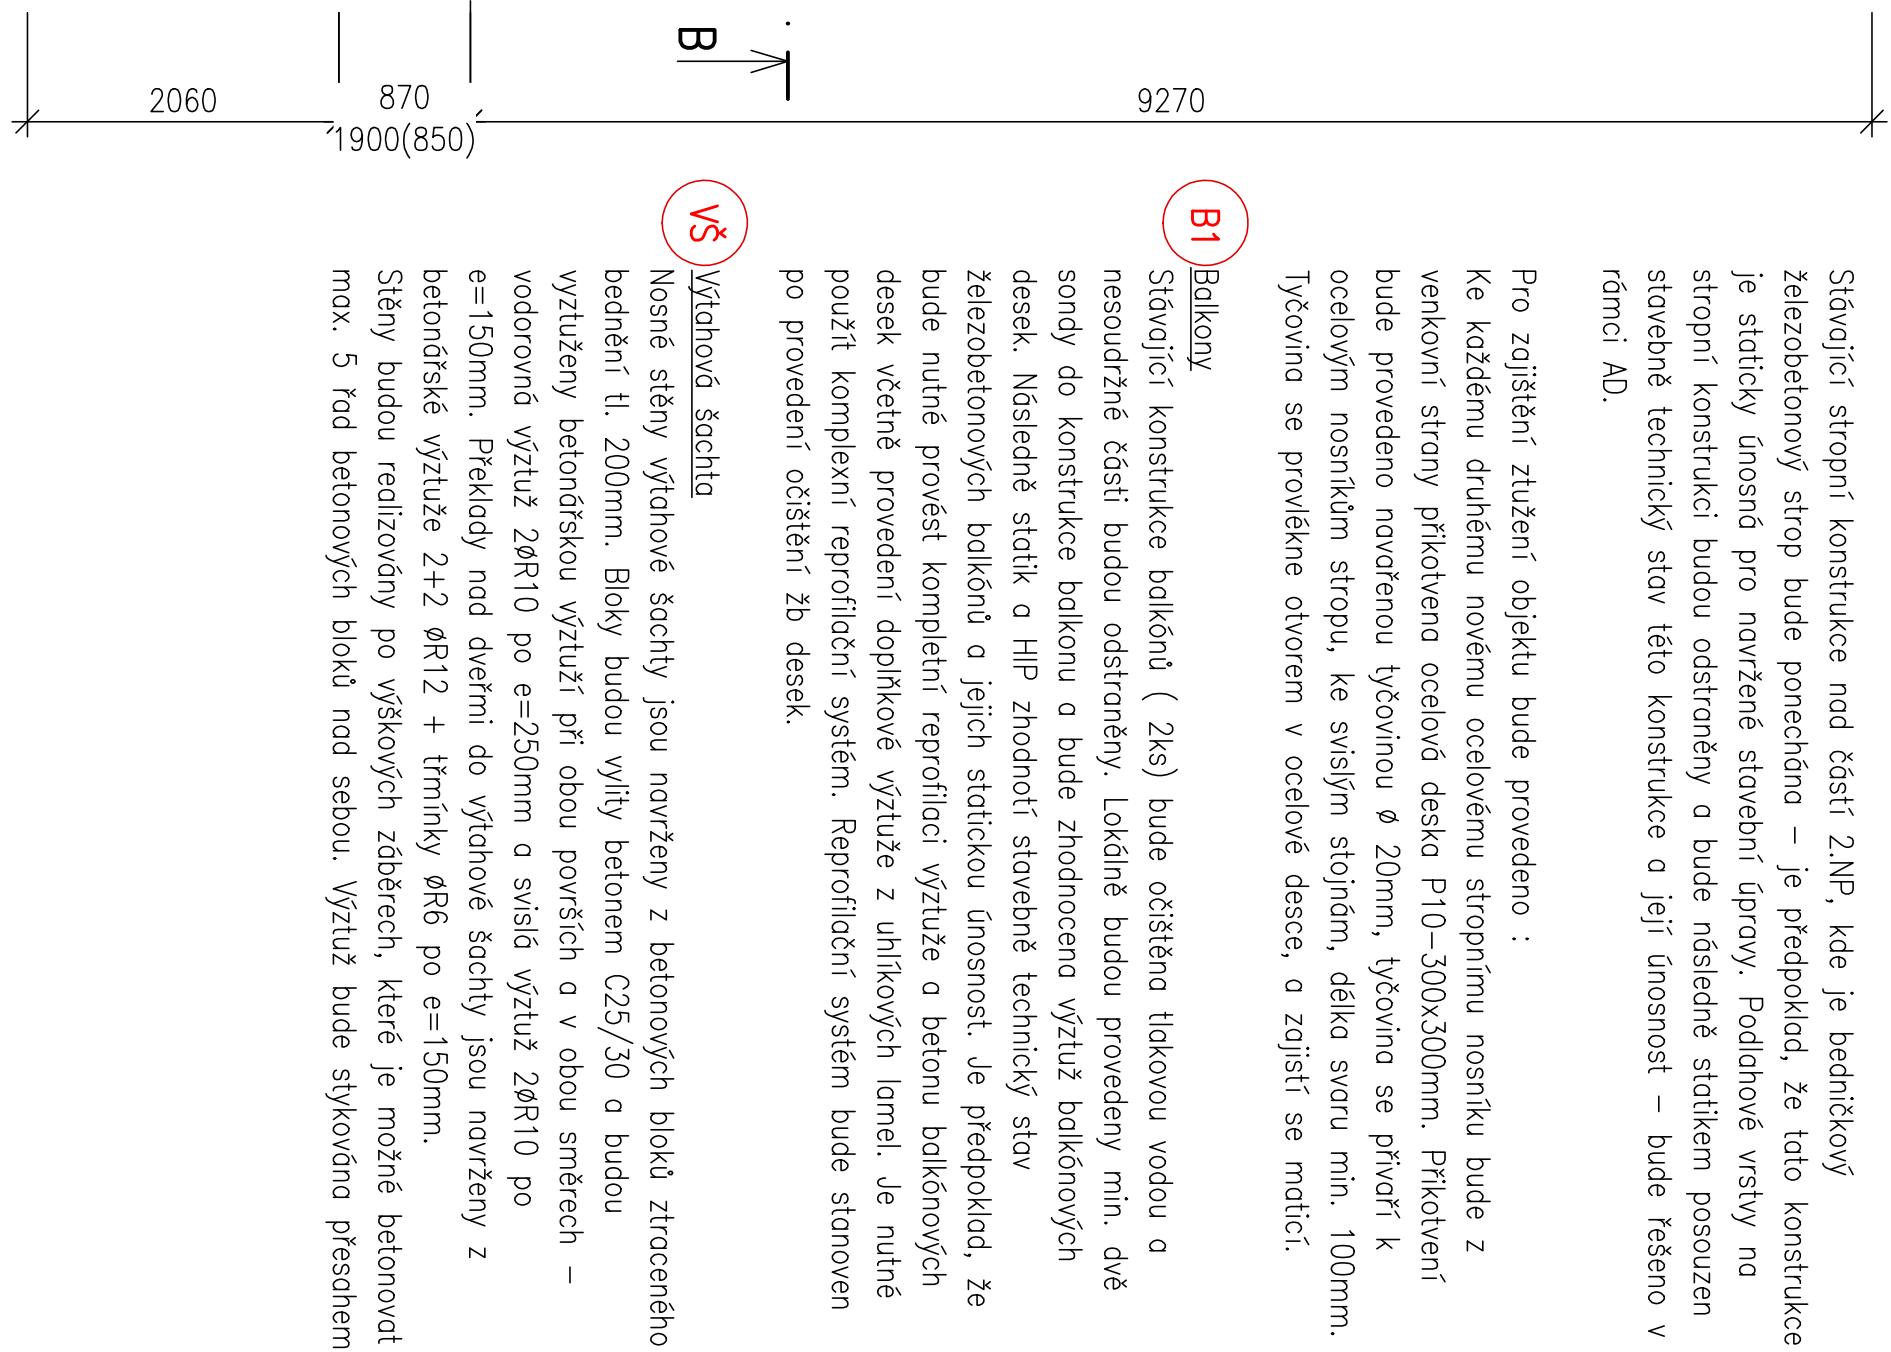 2060
870
1900(850)
9270
B
Stávající stropní konstrukce nad částí 2.NP, kde je bedničkový
železobetonový strop bude ponechána – je předpoklad, že tato konstrukce
je staticky únosná pro navržené stavební úpravy. Podlahové vrstvy na
stropní konstrukci budou odstraněny a bude následně statikem posouzen
stavebně technický stav této konstrukce a její únosnost – bude řešeno v
rámci AD.
Pro zajištění ztužení objektu bude provedeno :
Ke každému druhému novému ocelovému stropnímu nosníku bude z
venkovní strany přikotvena ocelová deska P10–300x300mm. Přikotvení
bude provedeno navařenou tyčovinou ø 20mm, tyčovina se přivaří k
ocelovým nosníkům stropu, ke svislým stojnám, délka svaru min. 100mm.
Tyčovina se provlékne otvorem v ocelové desce, a zajistí se maticí.
B1
Balkony
Stávající konstrukce balkónů ( 2ks) bude očištěna tlakovou vodou a
nesoudržné části budou odstraněny. Lokálně budou provedeny min. dvě
sondy do konstrukce balkonu a bude zhodnocena výztuž balkónových
desek. Následně statik a HIP zhodnotí stavebně technický stav
železobetonových balkónů a jejich statickou únosnost. Je předpoklad, že
bude nutné provést kompletní reprofilaci výztuže a betonu balkónových
desek včetně provedení doplňkové výztuže z uhlíkových lamel. Je nutné
použít komplexní reprofilační systém. Reprofilační systém bude stanoven
po provedení očištění žb desek.
VŠ
Výtahová šachta
Nosné stěny výtahové šachty jsou navrženy z betonových bloků ztraceného
bednění tl. 200mm. Bloky budou vylity betonem C25/30 a budou
vyztuženy betonářskou výztuží při obou površích a v obou směrech –
vodorovná výztuž 2øR10 po e=250mm a svislá výztuž 2øR10 po
e=150mm. Překlady nad dveřmi do výtahové šachty jsou navrženy z
betonářské výztuže 2+2 øR12 + třmínky øR6 po e=150mm.
Stěny budou realizovány po výškových záběrech, které je možné betonovat
max. 5 řad betonových bloků nad sebou. Výztuž bude stykována přesahem